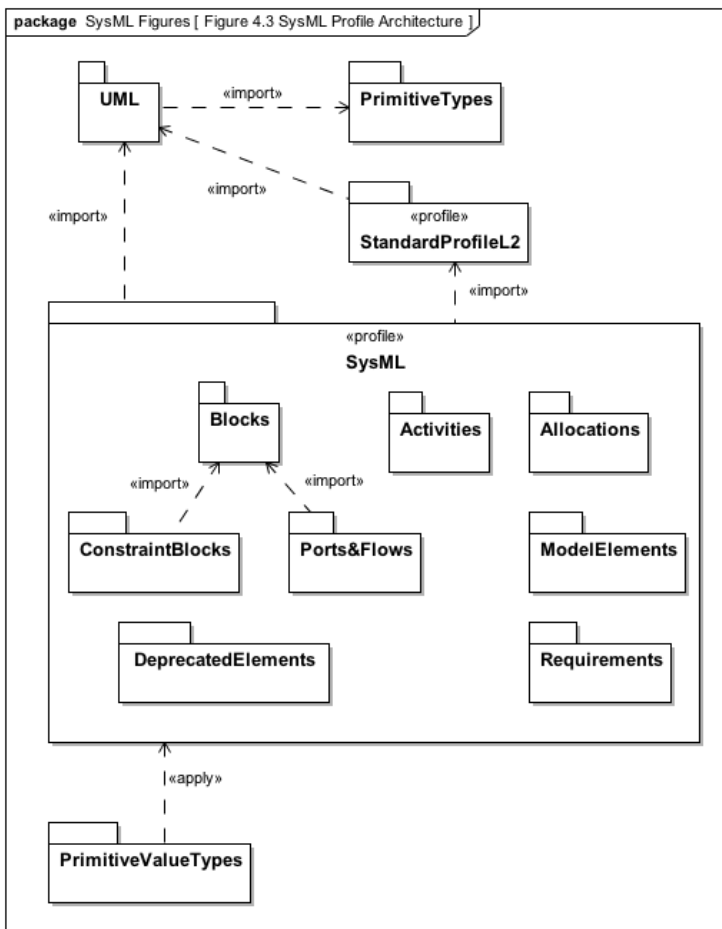 package SysML Figures [ Figure 4.3 SysML Profile Architecture ]
UML
«import»
PrimitiveTypes
«import»
«import»
«profile»
StandardProfileL2
«import»
«profile»
SysML
Blocks
Activities
Allocations
«import»
«import»
ConstraintBlocks
Ports&Flows
ModelElements
DeprecatedElements
Requirements
«apply»
PrimitiveValueTypes